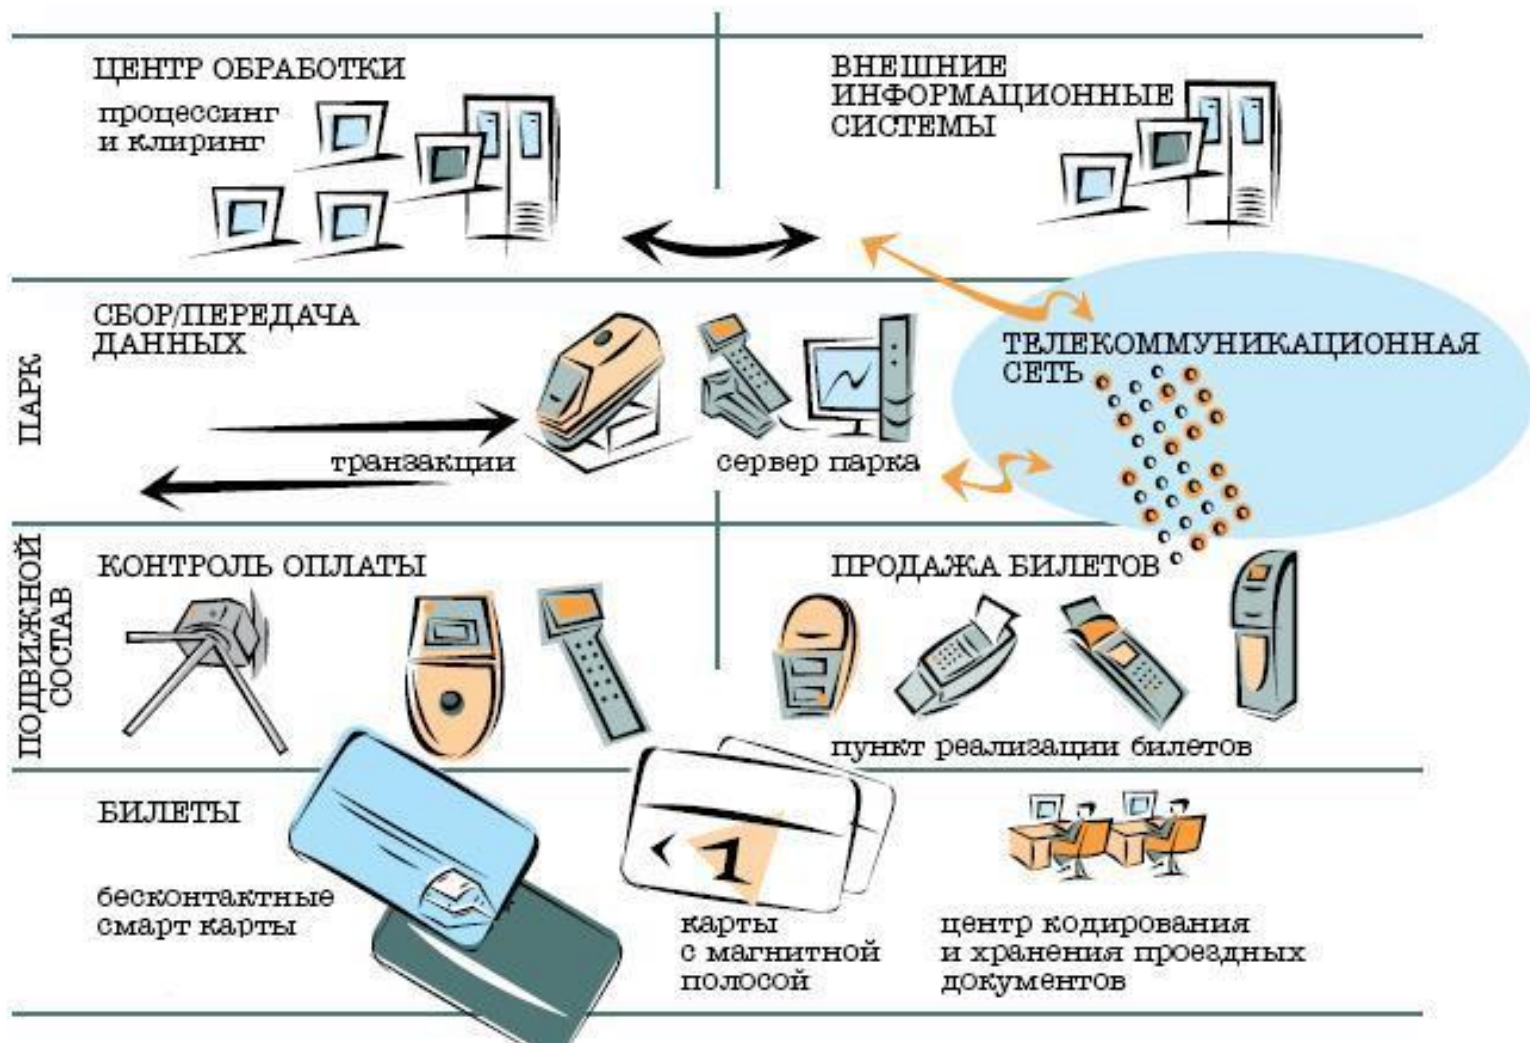 ЦЕНТР ОБРАБОТКИ
процессинг
и клиринг
ВНЕШНИЕ
ИНФОРМАЦИОННЫЕ
СИСТЕМЫ
ПАРК
СБОР/ПЕРЕДАЧА
ДАННЫХ
транзакции
сервер парка
ТЕЛЕКОММУНИКАЦИОННАЯ
СЕТЬ
ПОДВИЖНОЙ
СОСТАВ
КОНТРОЛЬ ОПЛАТЫ
ПРОДАЖА БИЛЕТОВ
пункт реализации билетов
БИЛЕТЫ
бесконтактные
смарт карты
1
карты
с магнитной
полосой
центр кодирования
и хранения проездных
документов